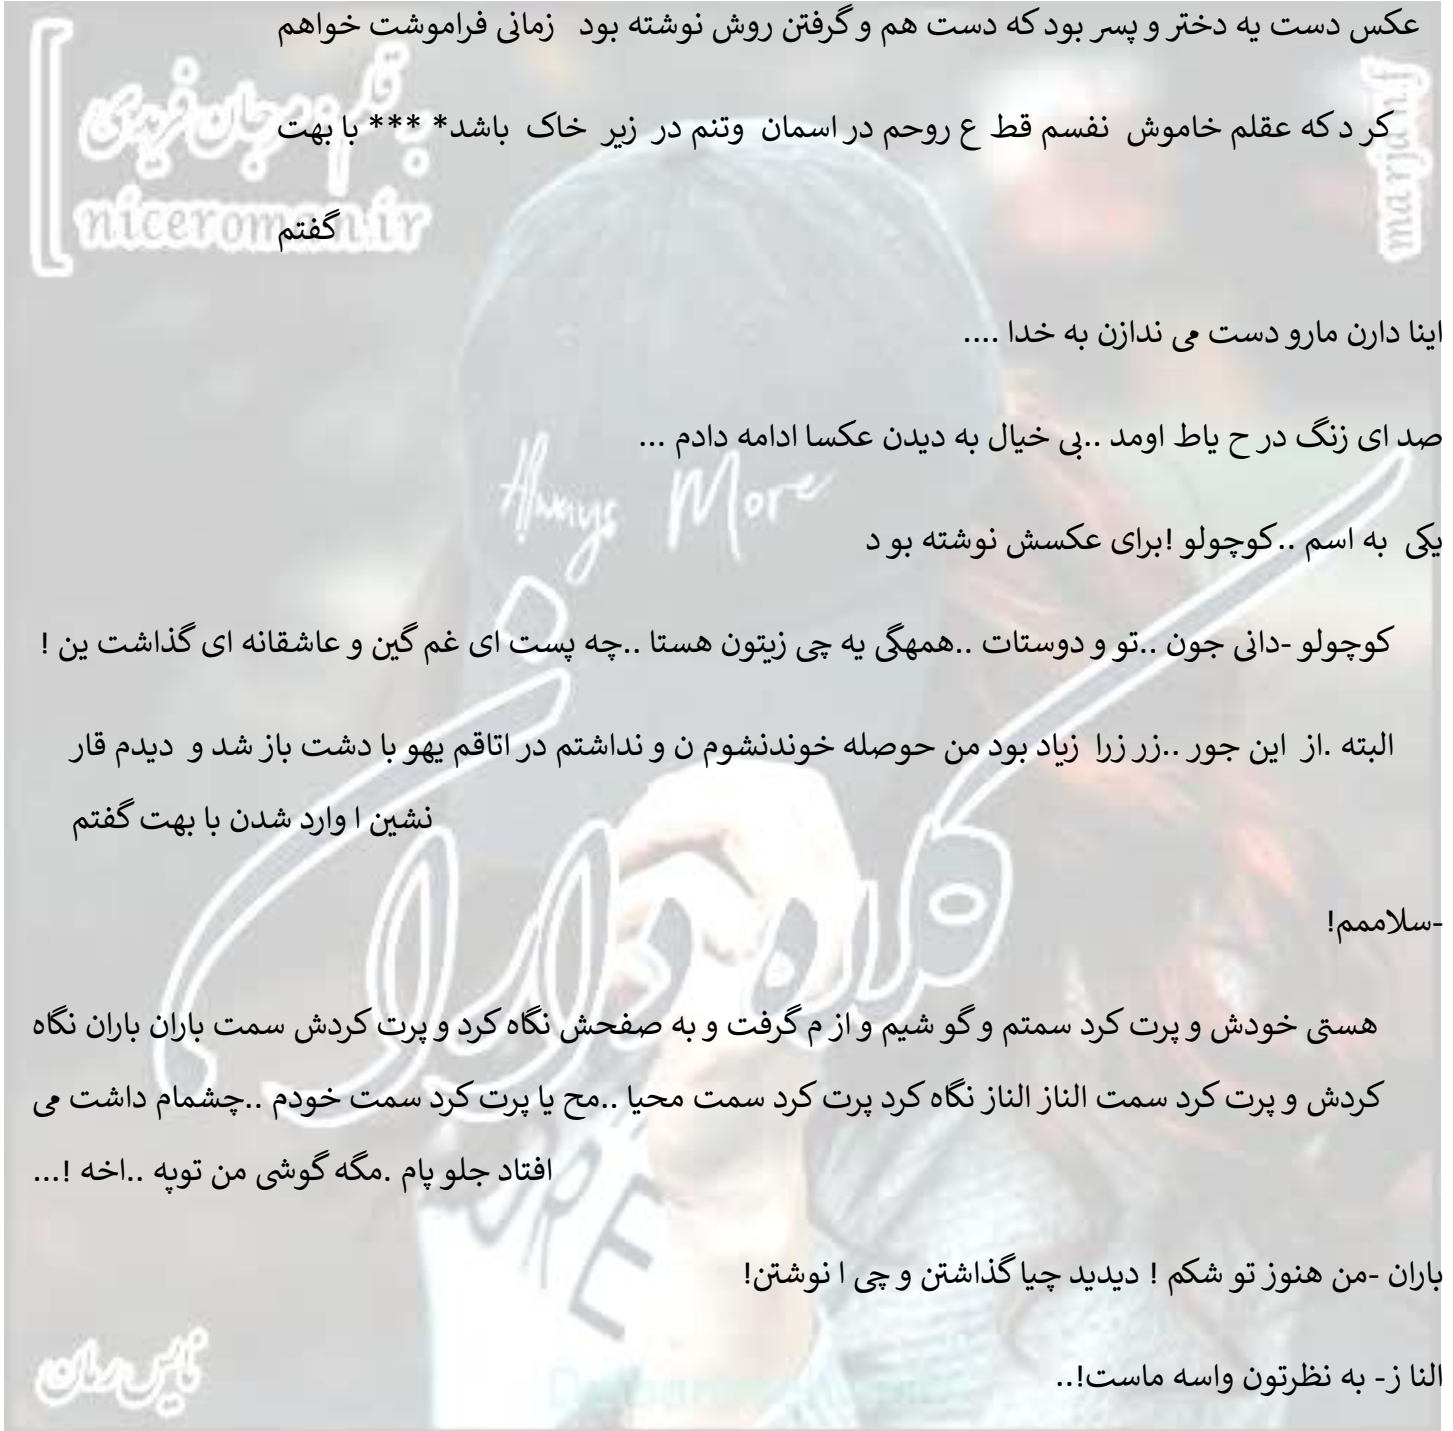 عکس دست یه دختر و پسر بود که دست هم و گرفتن روش نوشته بود زمانی فراموشت خواهم
کر د که عقلم خاموش نفسم قط ع روحم در اسمان وتنم در زیر خاک باشد* *** با بهت
گفتم
niceroman.ir
marjan.f
اینا دارن مارو دست می ندازن به خدا ....
صد ای زنگ در ح یاط اومد ..بی خیال به دیدن عکسا ادامه دادم ...
Always More
یکی به اسم ..کوچولو !برای عکسش نوشته بو د
کوچولو -دانی جون ..تو و دوستات ..همهگی یه چی زیتون هستا ..چه پست ای غم گین و عاشقانه ای گذاشت ین !
البته .از این جور ..زر زرا زیاد بود من حوصله خوندنشوم ن و نداشتم در اتاقم یهو با دشت باز شد و دیدم قار
نشین ا وارد شدن با بهت گفتم
-سلاممم!
هستی خودش و پرت کرد سمتم و گو شیم و از م گرفت و به صفحش نگاه کرد و پرت کردش سمت باران باران نگاه
کردش و پرت کرد سمت الناز الناز نگاه کرد پرت کرد سمت محیا ..مح یا پرت کرد سمت خودم ..چشمام داشت می
افتاد جلو پام .مگه گوشی من توپه ..اخه !...
باران -من هنوز تو شکم ! دیدید چیا گذاشتن و چی ا نوشتن!
النا ز- به نظرتون واسه ماست!..
نایس رمان